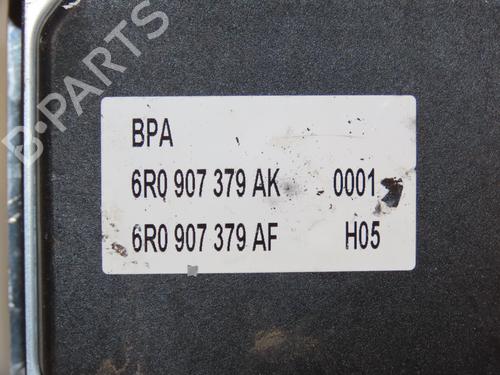 B-PARTS
BPA
6R0 907 379 AK 0001
6R0 907 379 AF H05